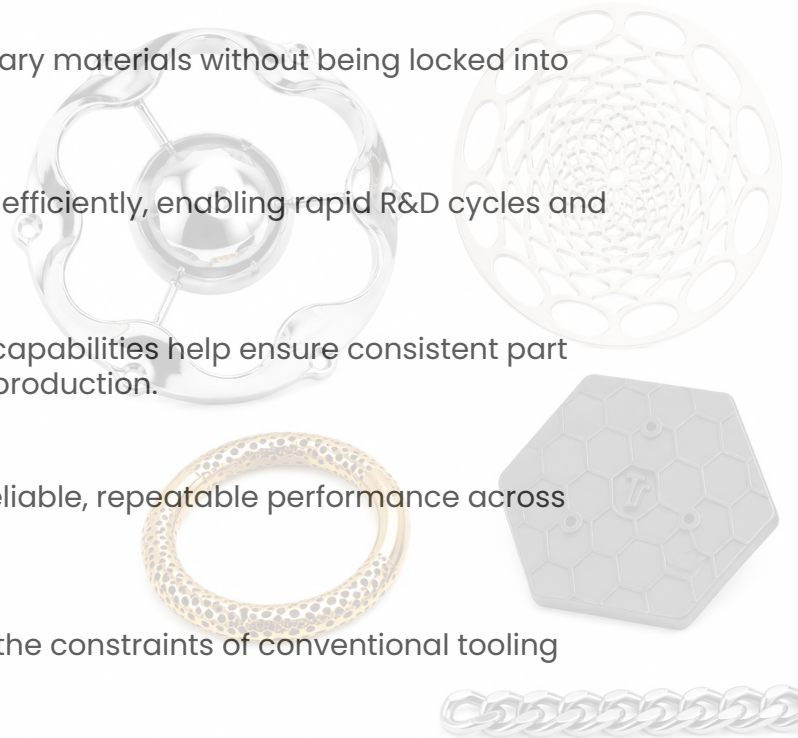 ary materials without being locked into
efficiently, enabling rapid R&D cycles and
capabilities help ensure consistent part
production.
eliable, repeatable performance across
the constraints of conventional tooling